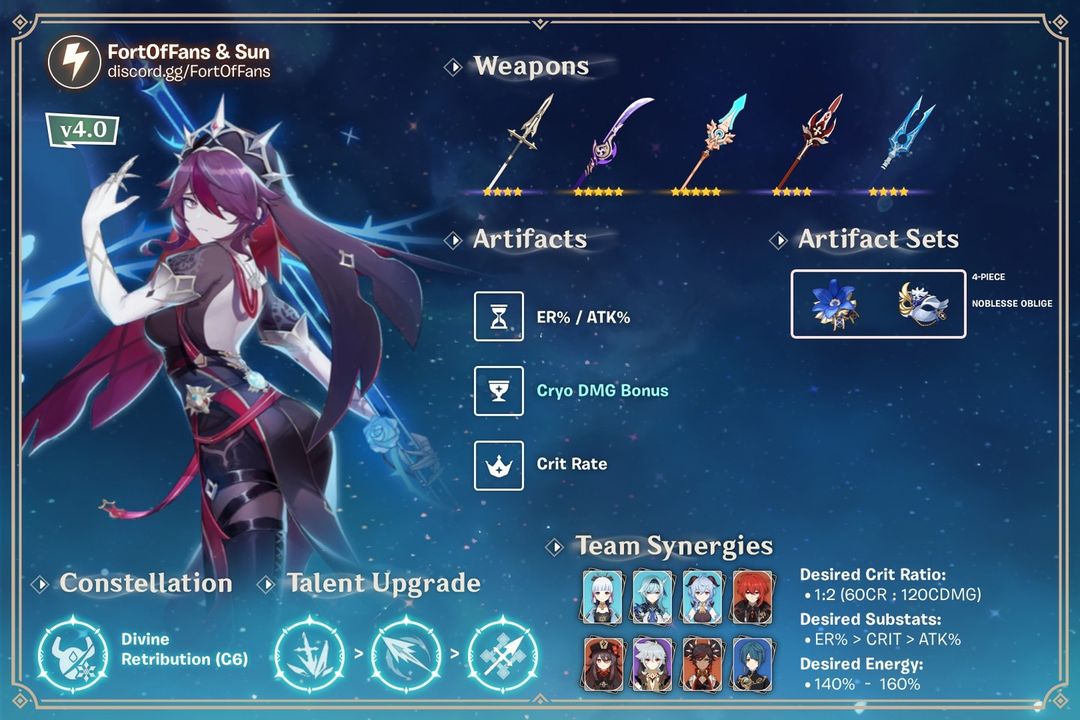 FortOfFans & Sun
discord.gg/FortOfFans
v4.0
Weapons
Artifacts
ER% / ATK%
Cryo DMG Bonus
Crit Rate
Artifact Sets
4-PIECE
NOBLESSE OBLIGE
Constellation
Divine
Retribution (C6)
Talent Upgrade
> >
Team Synergies
Desired Crit Ratio:
• 1:2 (60CR : 120CDMG)
Desired Substats:
• ER% > CRIT > ATK%
Desired Energy:
• 140% - 160%